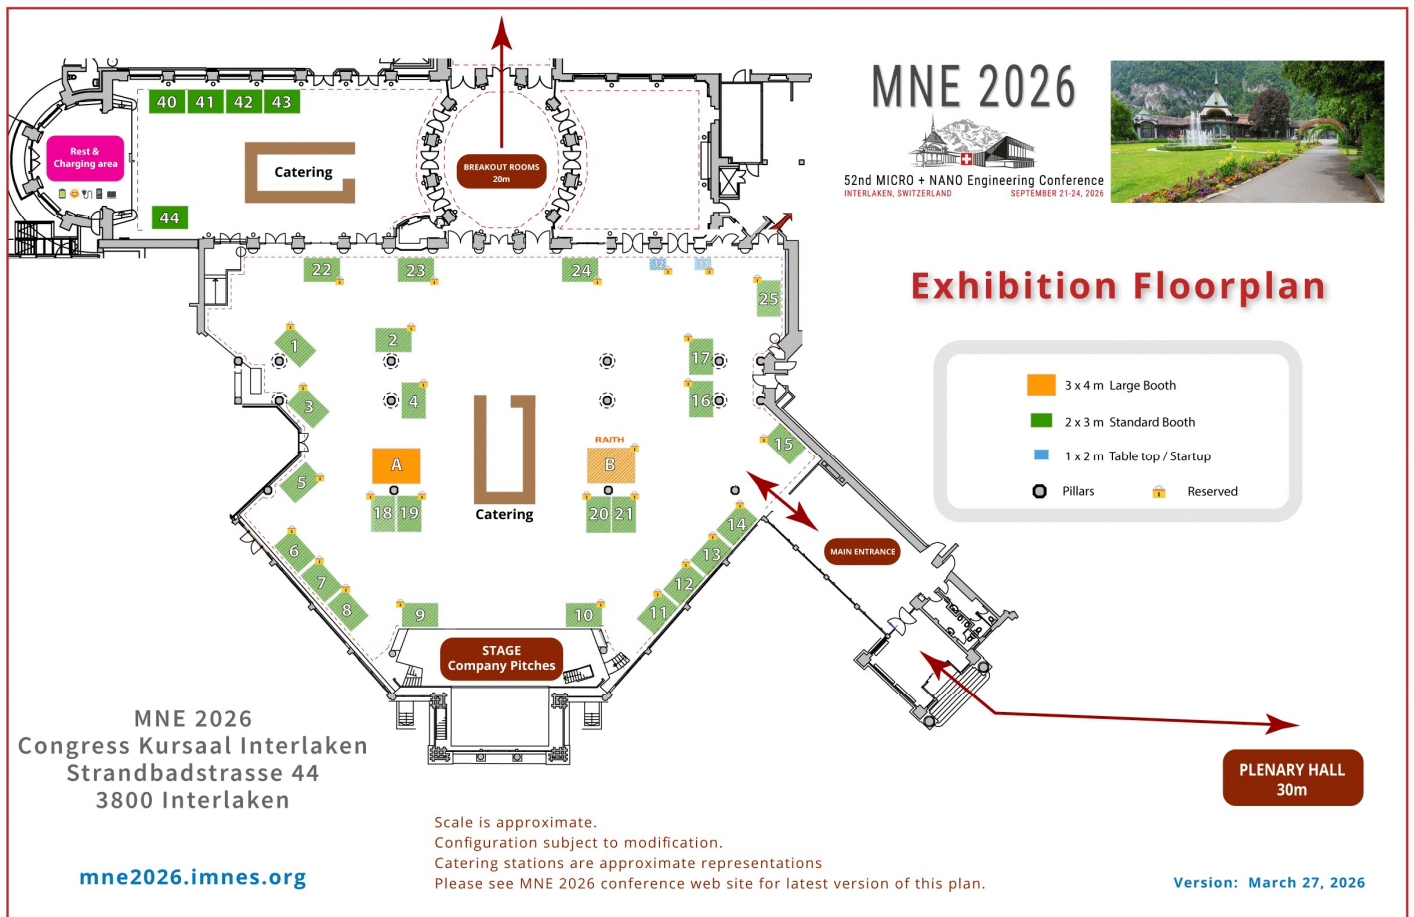 MNE 2026
52nd MICRO + NANO Engineering Conference
INTERLAKEN, SWITZERLAND SEPTEMBER 21-24, 2026
Exhibition Floorplan
3 x 4 m Large Booth
2 x 3 m Standard Booth
1 x 2 m Table top / Startup
Pillars Reserved
40 41 42 43
Rest &
Charging area
Catering
BREAKOUT ROOMS
20m
44
22 23 24 32
25
1 2 17
3 4 16
RAITH
15
A B
5
18 19 20 21
Catering
14
6 13
7 12
8 9 10 11
MAIN ENTRANCE
STAGE
Company Pitches
MNE 2026
Congress Kursaal Interlaken
Strandbadstrasse 44
3800 Interlaken
PLENARY HALL
30m
Scale is approximate.
Configuration subject to modification.
Catering stations are approximate representations
Please see MNE 2026 conference web site for latest version of this plan.
mne2026.imnes.org
Version: March 27, 2026